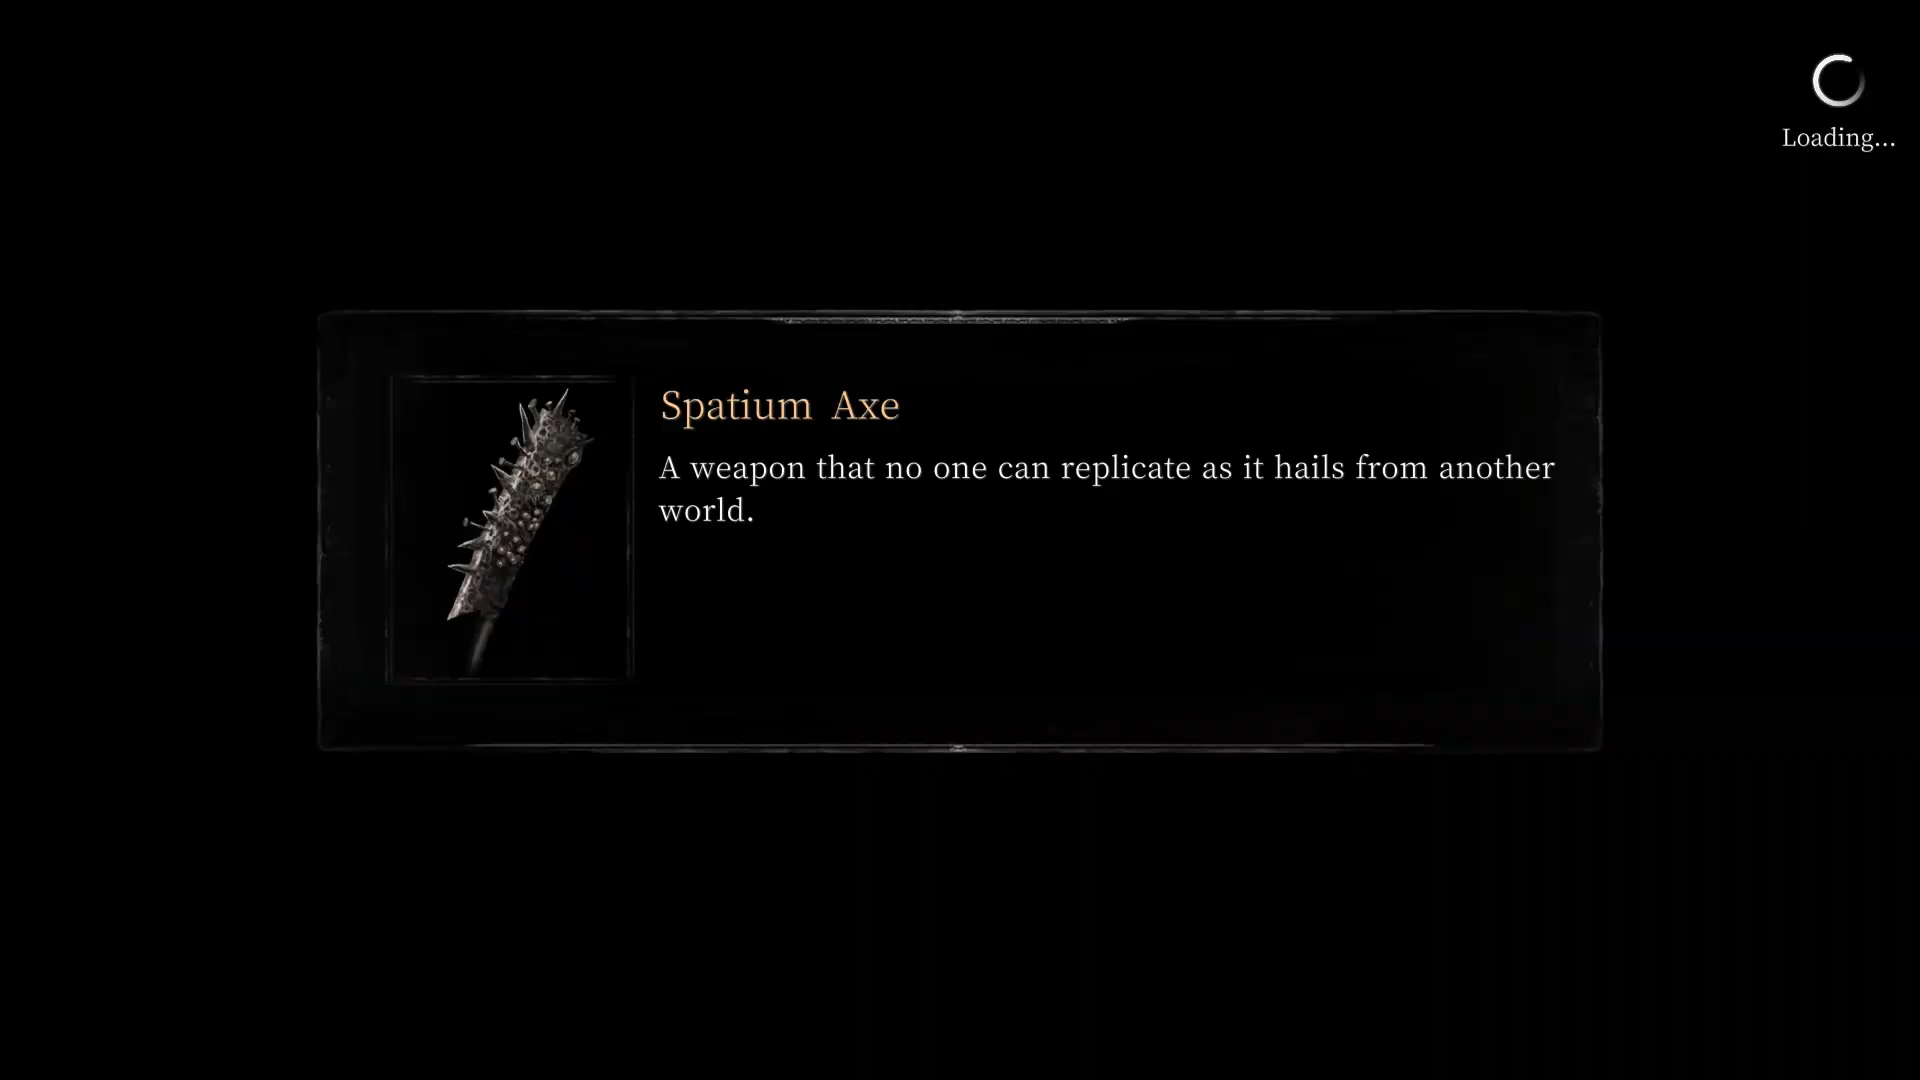 Loading...
Spatium Axe
A weapon that no one can replicate as it hails from another
world.